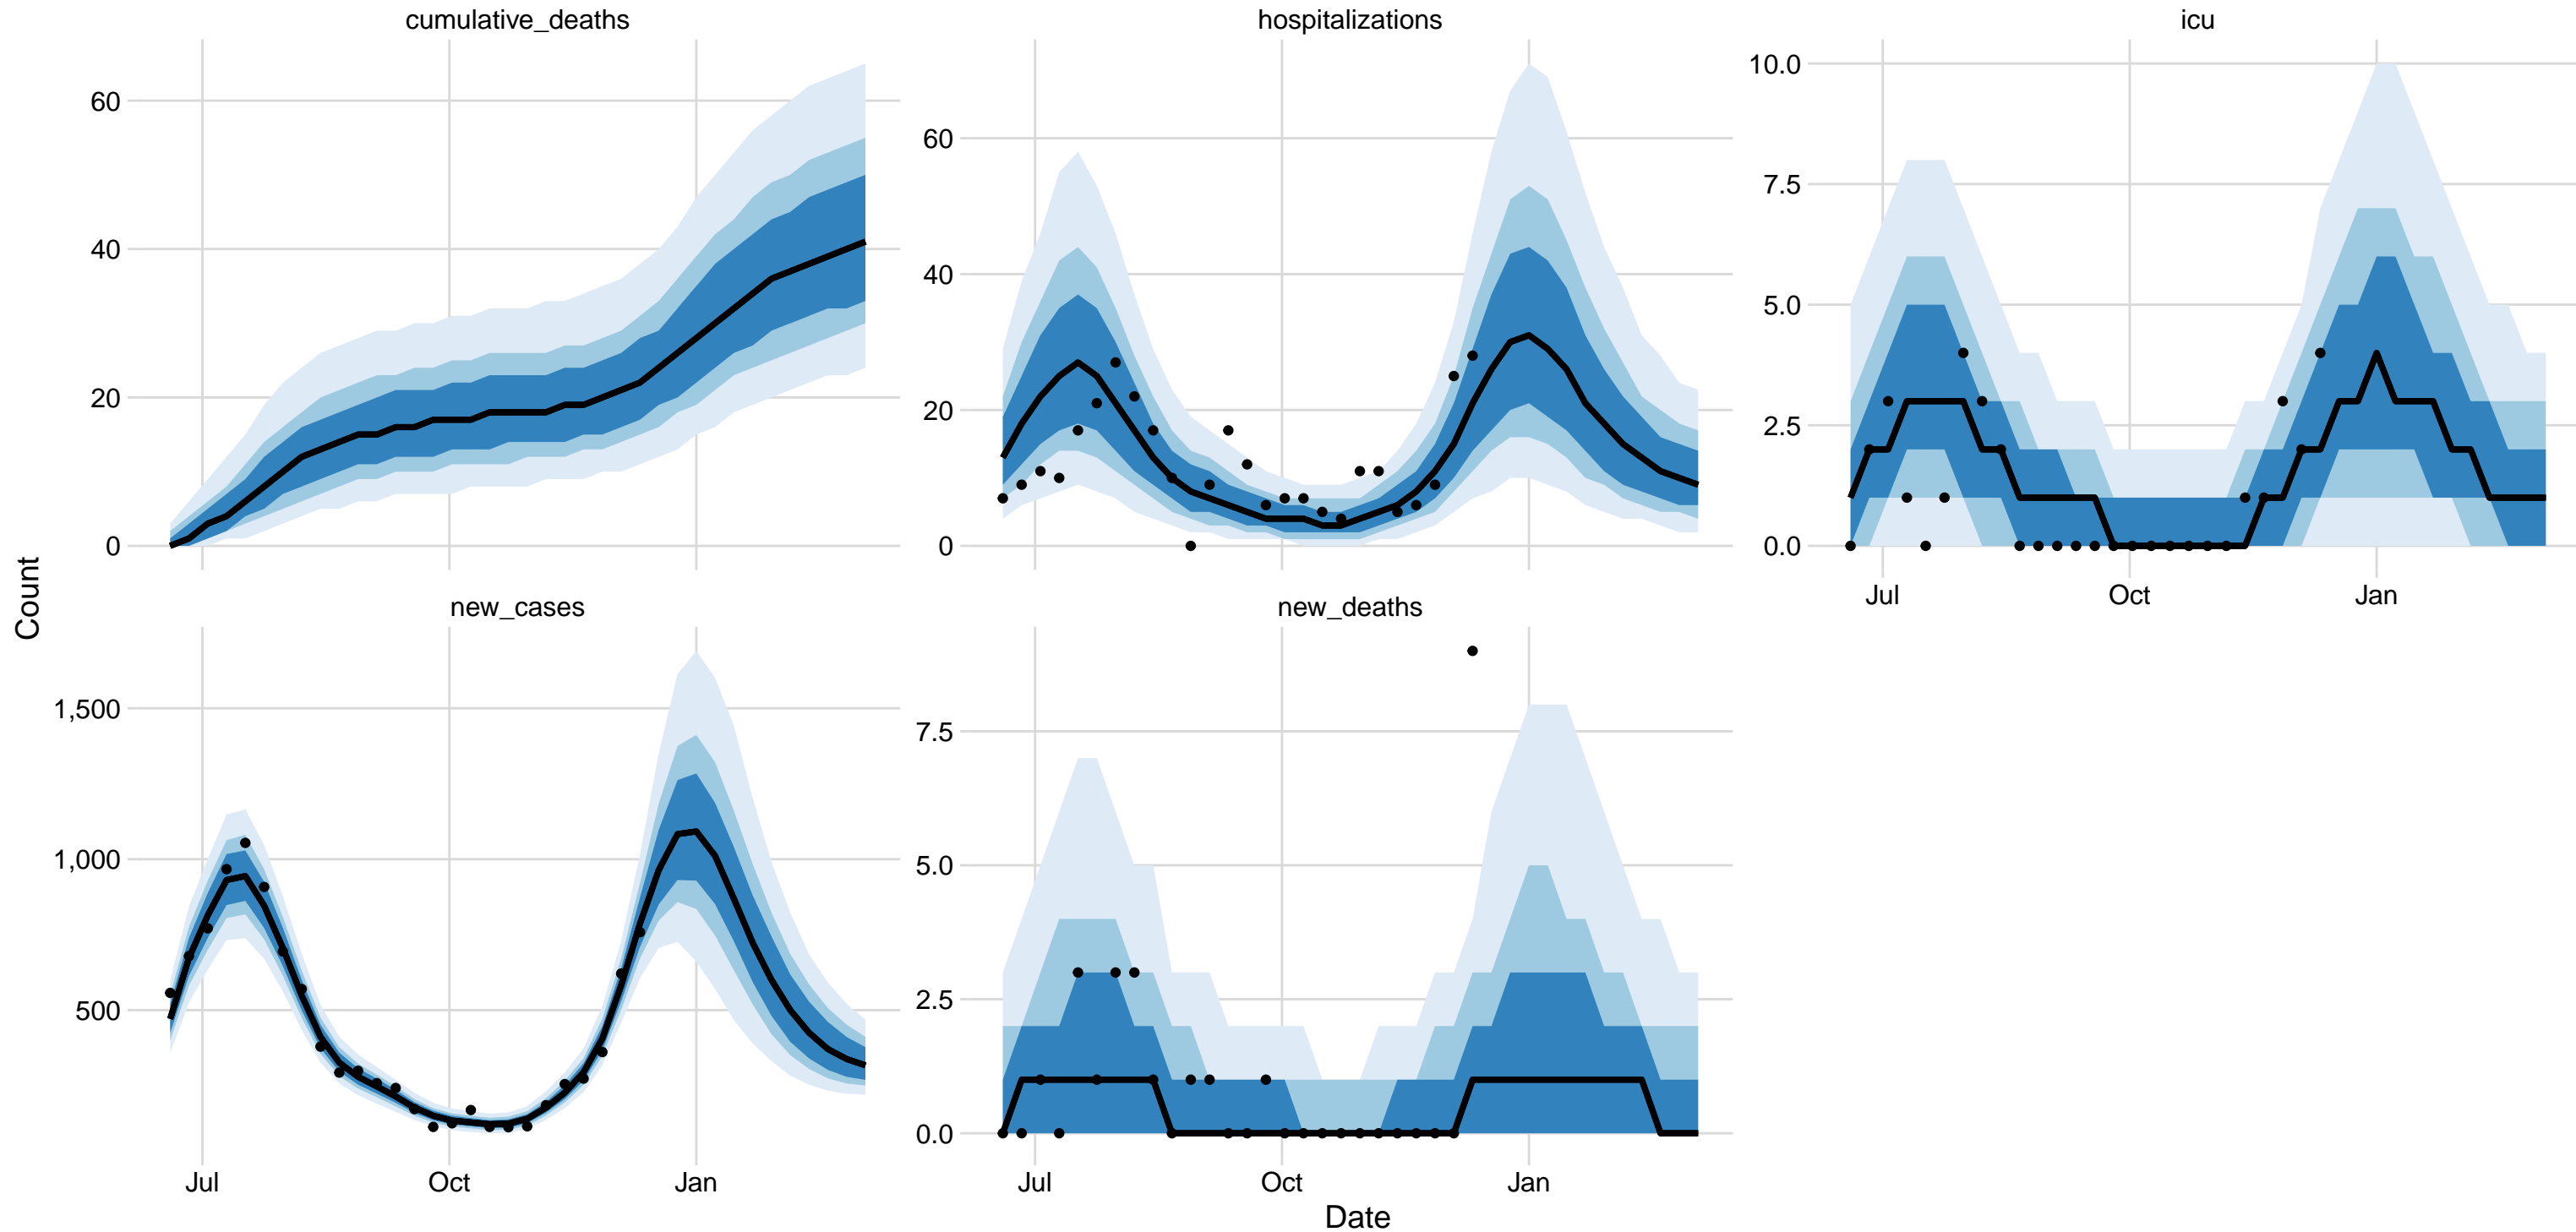 cumulative_deaths
hospitalizations
icu
60
40
20
0
60
40
20
0
10.0
7.5
5.0
2.5
0.0
Jul Oct Jan
Count
new_cases
new_deaths
1,500
1,000
500
7.5
5.0
2.5
0.0
Jul Oct Jan
Jul Oct Jan
Date